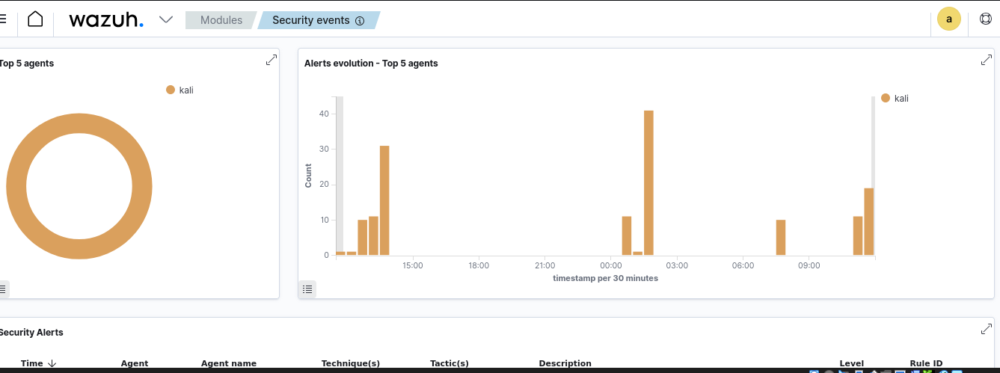 wazuh. Modules Security events a
Top 5 agents
kali
Alerts evolution - Top 5 agents
kali
40
30
20
10
0
Count
15:00 18:00 21:00 00:00 03:00 06:00 09:00
timestamp per 30 minutes
Security Alerts
Time Agent Agent name Technique(s) Tactic(s) Description Level Rule ID